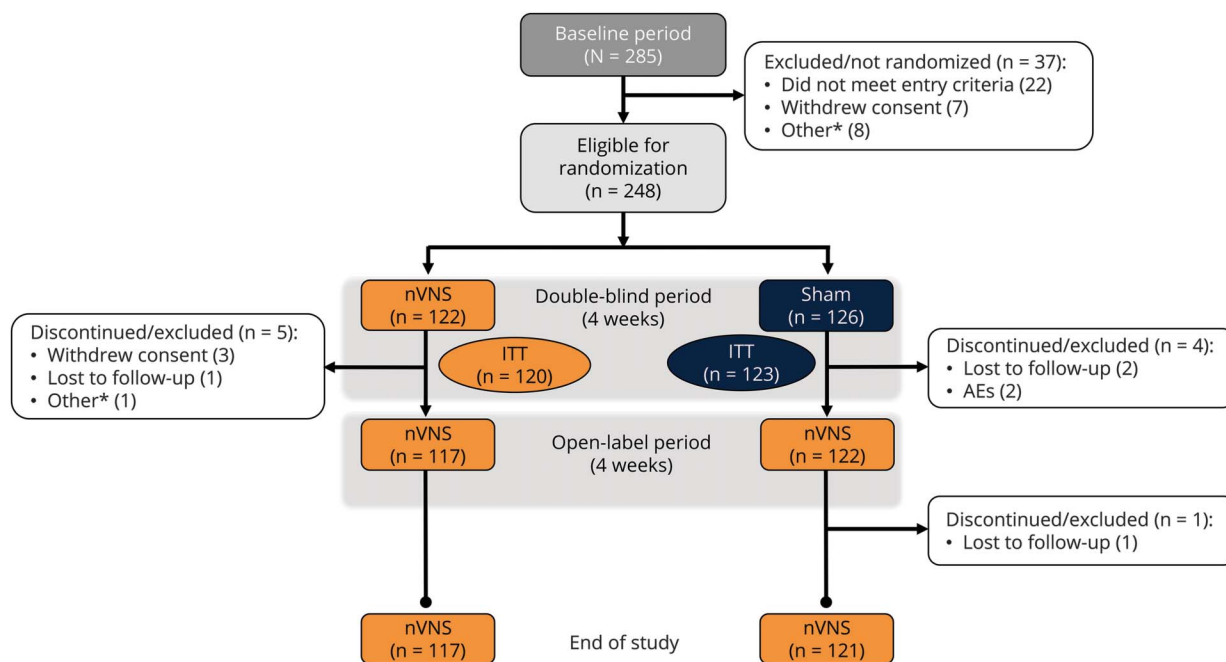 Baseline period
(N = 285)
Excluded/not randomized (n = 37):
• Did not meet entry criteria (22)
• Withdrew consent (7)
• Other* (8)
Eligible for
randomization
(n = 248)
nVNS
(n = 122)
Double-blind period
(4 weeks)
Sham
(n = 126)
ITT
(n = 120)
ITT
(n = 123)
Discontinued/excluded (n = 5):
• Withdrew consent (3)
• Lost to follow-up (1)
• Other* (1)
Discontinued/excluded (n = 4):
• Lost to follow-up (2)
• AEs (2)
nVNS
(n = 117)
Open-label period
(4 weeks)
nVNS
(n = 122)
Discontinued/excluded (n = 1):
• Lost to follow-up (1)
nVNS
(n = 117)
End of study
nVNS
(n = 121)